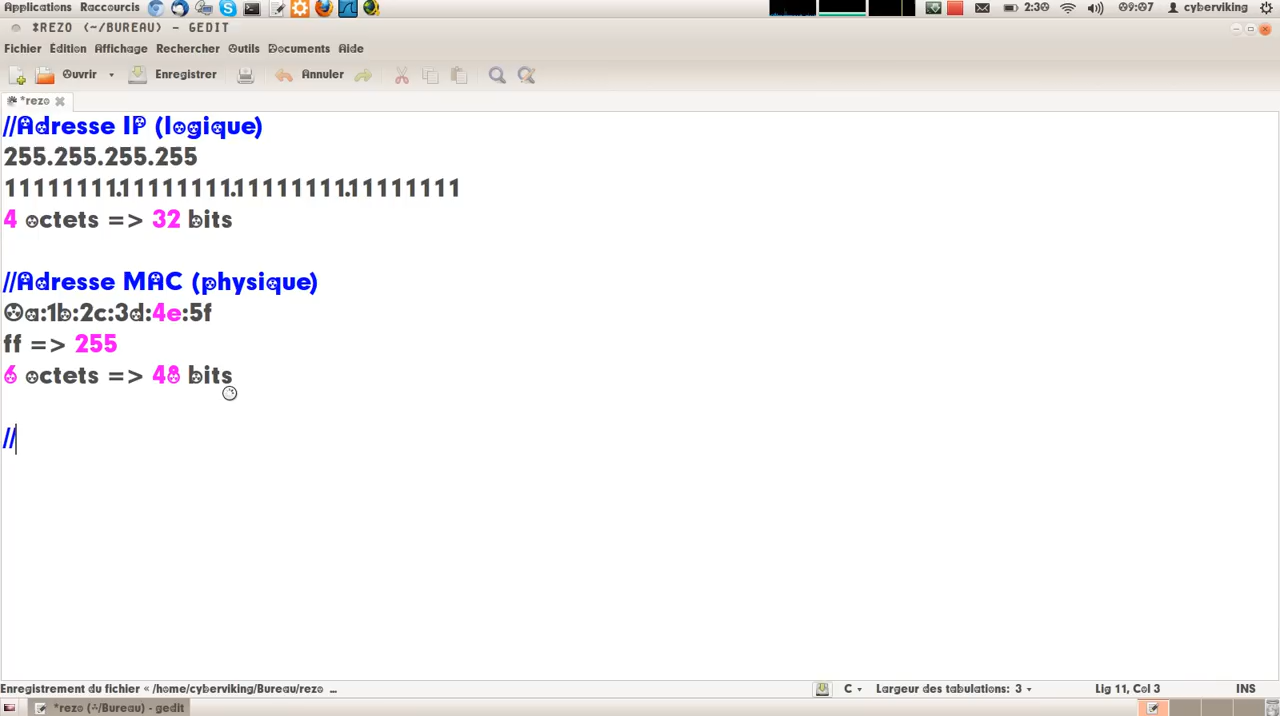 Applications Raccourcis 2:30 09:07 cyberviking
*REZO (~/BUREAU) - GEDIT
Fichier Édition Affichage Rechercher Outils Documents Aide
Ouvrir Enregistrer Annuler
*rezo
//Adresse IP (logique)
255.255.255.255
11111111.11111111.11111111.11111111
4 octets => 32 bits
//Adresse MAC (physique)
0a:1b:2c:3d:4e:5f
ff => 255
6 octets => 48 bits
//
Enregistrement du fichier « /home/cyberviking/Bureau/rezo ... C Largeur des tabulations: 3 Lig 11, Col 3 INS
*rezo (~/Bureau) - gedit